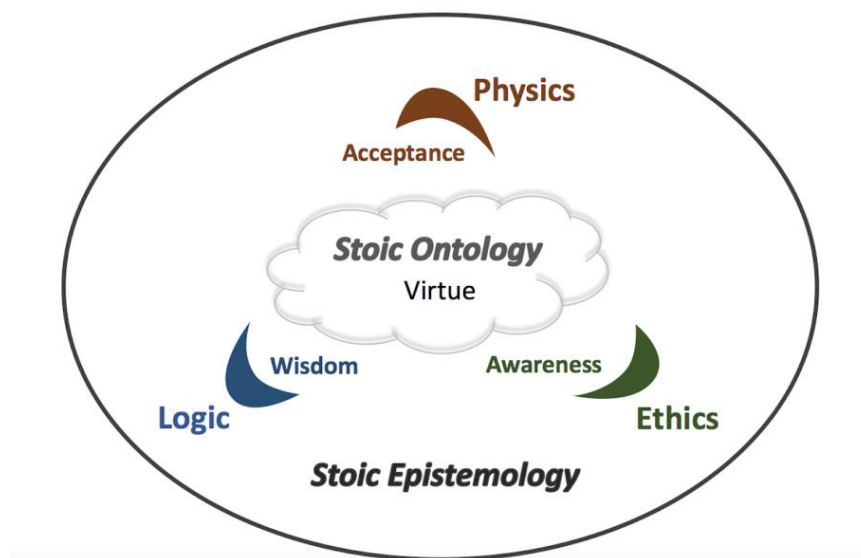 Physics
Acceptance
Stoic Ontology
Virtue
Wisdom
Awareness
Logic
Ethics
Stoic Epistemology